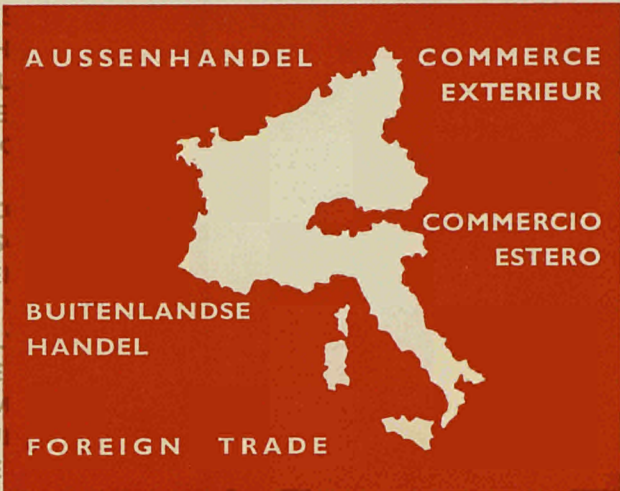 AUSSENHANDEL
COMMERCE
EXTERIEUR
COMMERCIO
ESTERO
BUITENLANDSE
HANDEL
FOREIGN TRADE